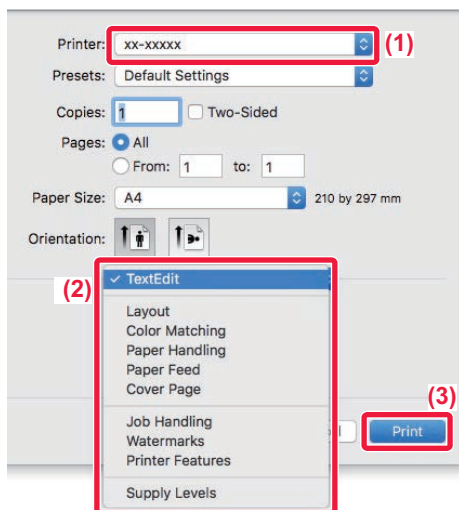 Printer: xx-xxxxx (1)
Presets: Default Settings
Copies: 1 Two-Sided
Pages: All
From: 1 to: 1
Paper Size: A4 210 by 297 mm
Orientation:
(2) ✓ TextEdit
Layout
Color Matching
Paper Handling
Paper Feed
Cover Page
(3)
Job Handling
Watermarks
Printer Features
Print
Supply Levels